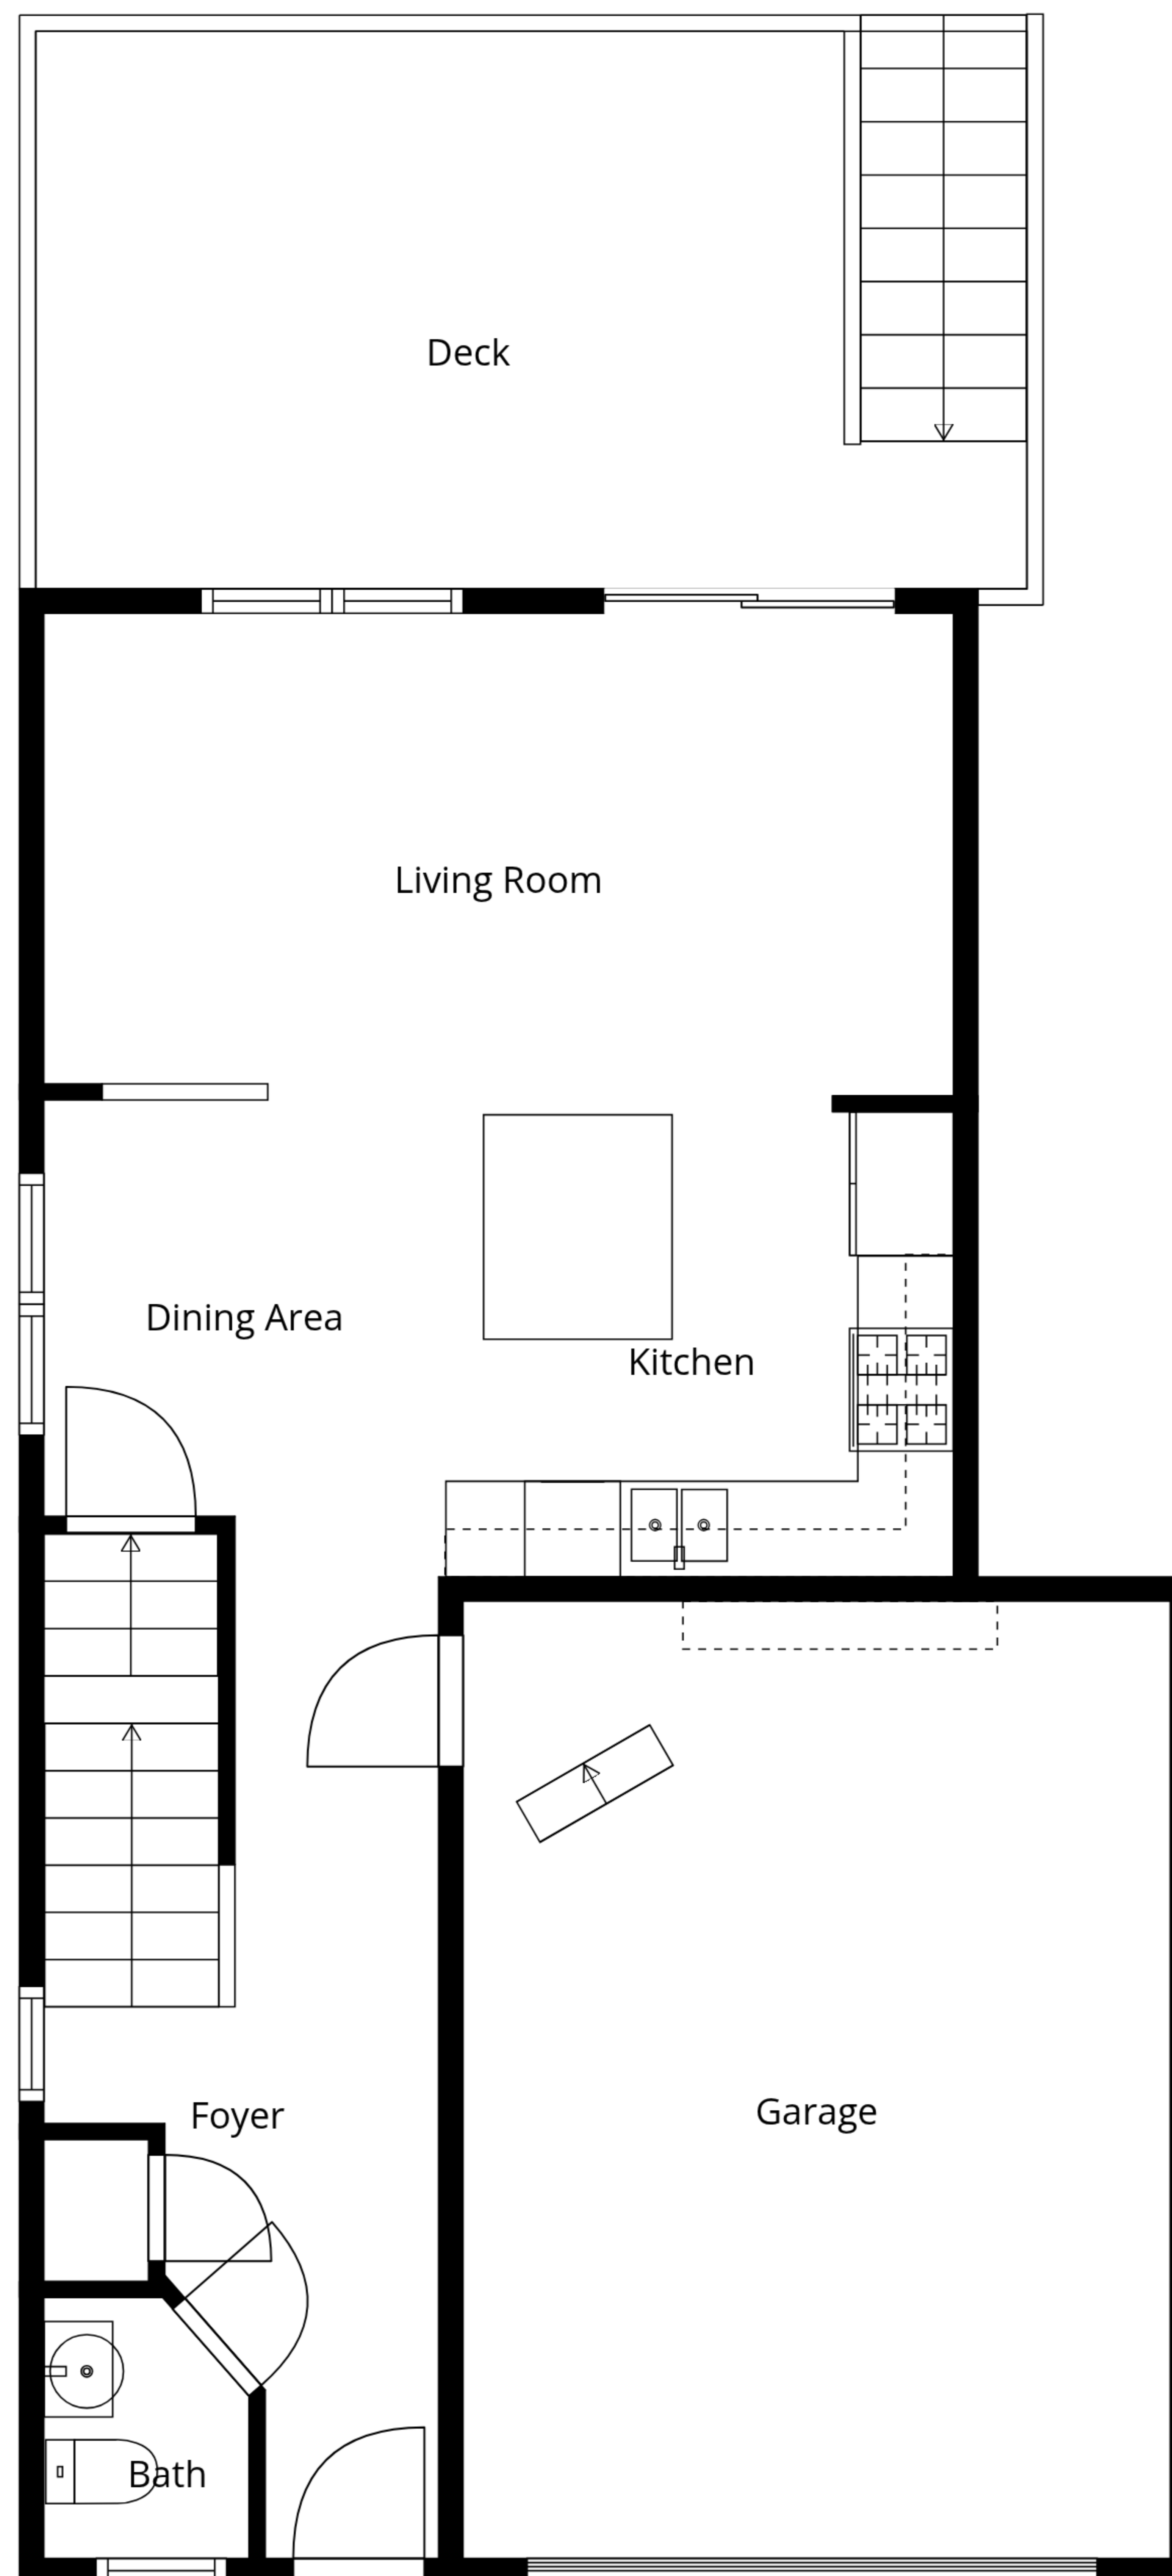 Deck
Living Room
Dining Area
Kitchen
Foyer
Garage
Bath